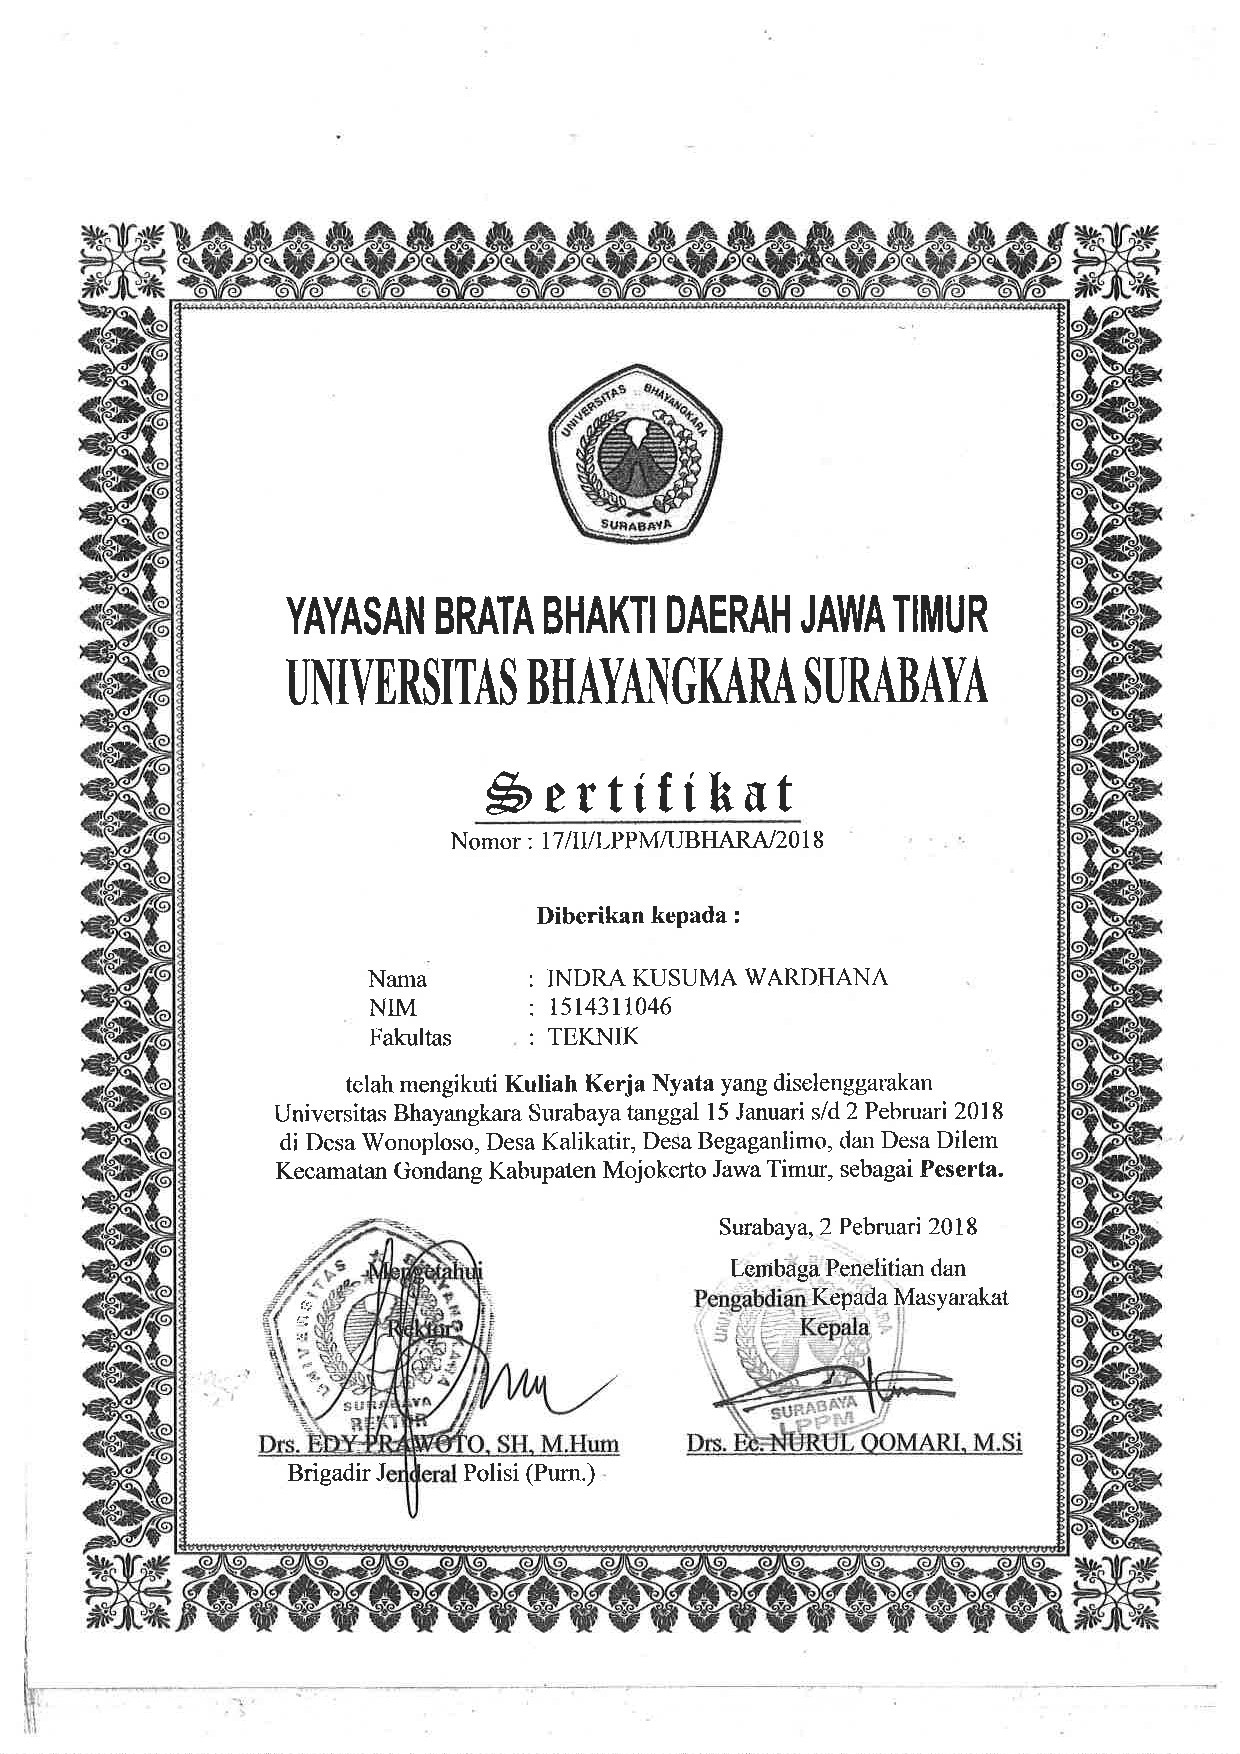 UNIVERSITAS BHAYANGKARA
SURABAYA
YAYASAN BRATA BHAKTI DAERAH JAWA TIMUR
UNIVERSITAS BHAYANGKARA SURABAYA
Sertifikat
Nomor : 17/II/LPPM/UBHARA/2018
Diberikan kepada :
Nama : INDRA KUSUMA WARDHANA
NIM : 1514311046
Fakultas : TEKNIK
telah mengikuti Kuliah Kerja Nyata yang diselenggarakan
Universitas Bhayangkara Surabaya tanggal 15 Januari s/d 2 Pebruari 2018
di Desa Wonoploso, Desa Kalikatir, Desa Begaganlimo, dan Desa Dilem
Kecamatan Gondang Kabupaten Mojokerto Jawa Timur, sebagai Peserta.
Surabaya, 2 Pebruari 2018
Mengetahui
Rektor
UNIVERSITAS
SURABAYA
REKTOR
Drs. EDY PRAWOTO, SH, M.Hum
Brigadir Jenderal Polisi (Purn.)
Lembaga Penelitian dan
Pengabdian Kepada Masyarakat
Kepala
SURABAYA
LPPM
Drs. Ec. NURUL QOMARI, M.Si